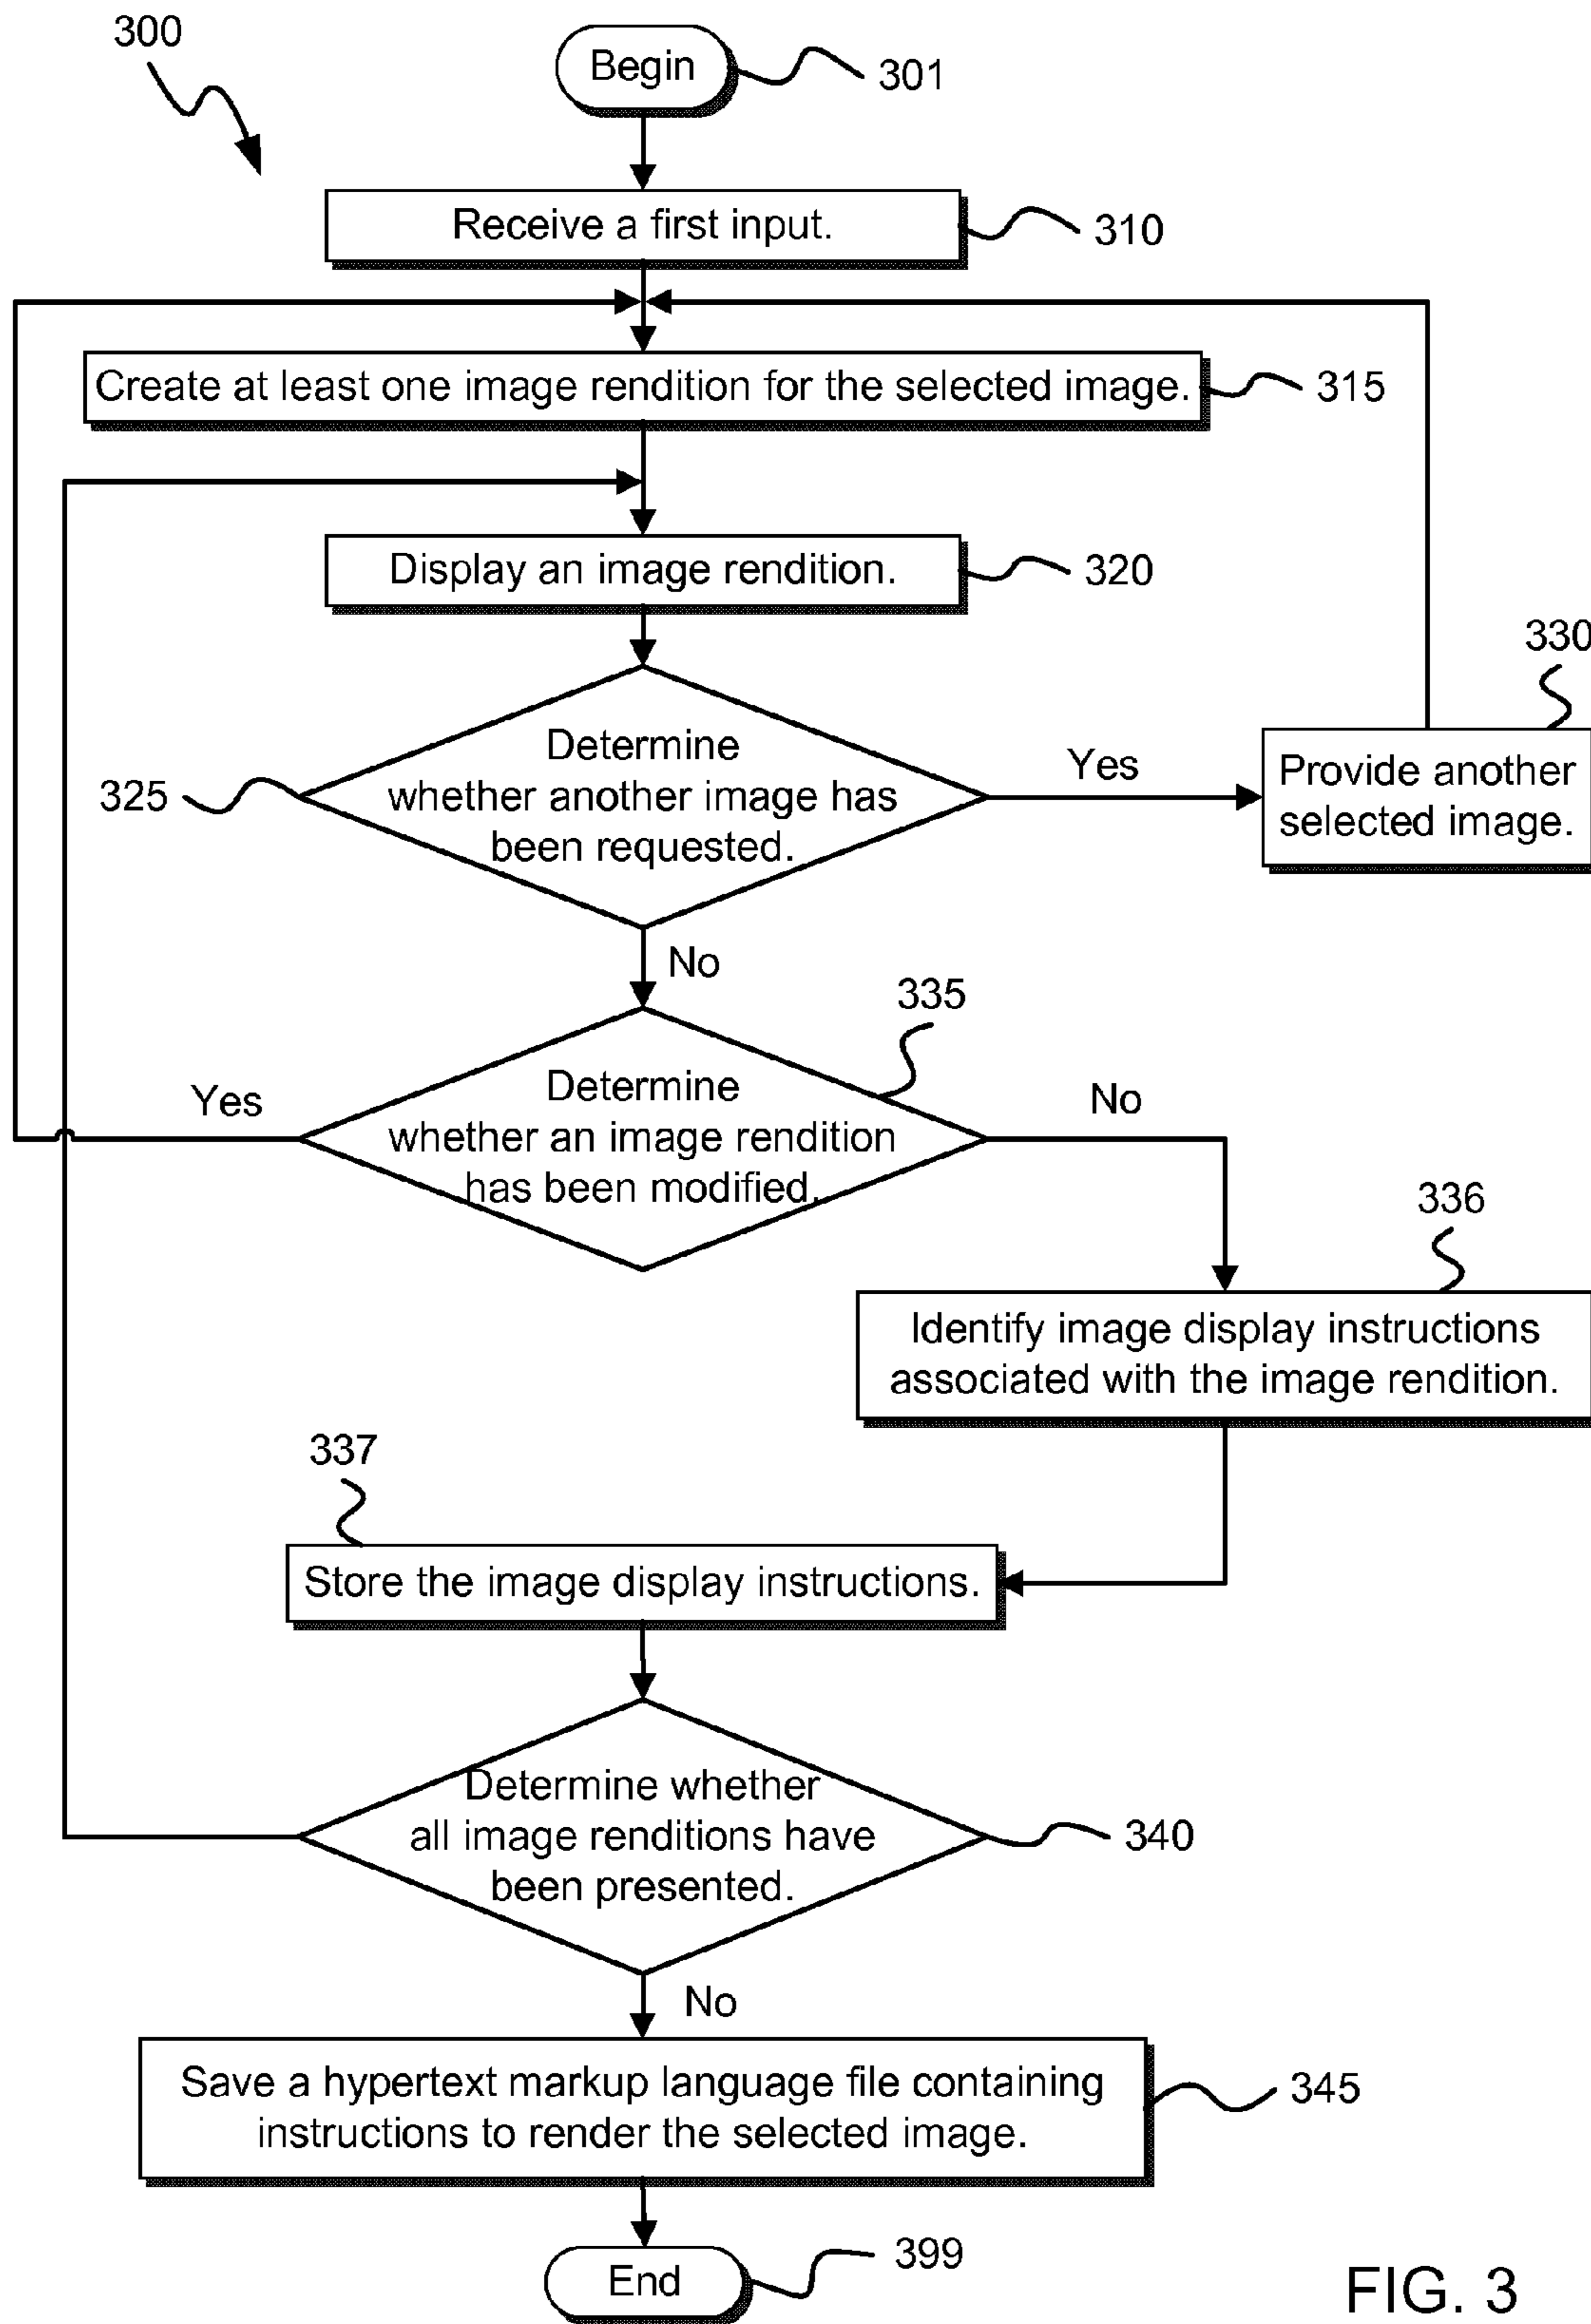 300
Begin
301
Receive a first input.
310
Create at least one image rendition for the selected image.
315
Display an image rendition.
320
330
Determine
whether another image has
been requested.
325
Yes
Provide another
selected image.
No
335
Determine
whether an image rendition
has been modified.
Yes
No
336
Identify image display instructions
associated with the image rendition.
337
Store the image display instructions.
Determine whether
all image renditions have
been presented.
340
No
Save a hypertext markup language file containing
instructions to render the selected image.
345
End
399
FIG. 3